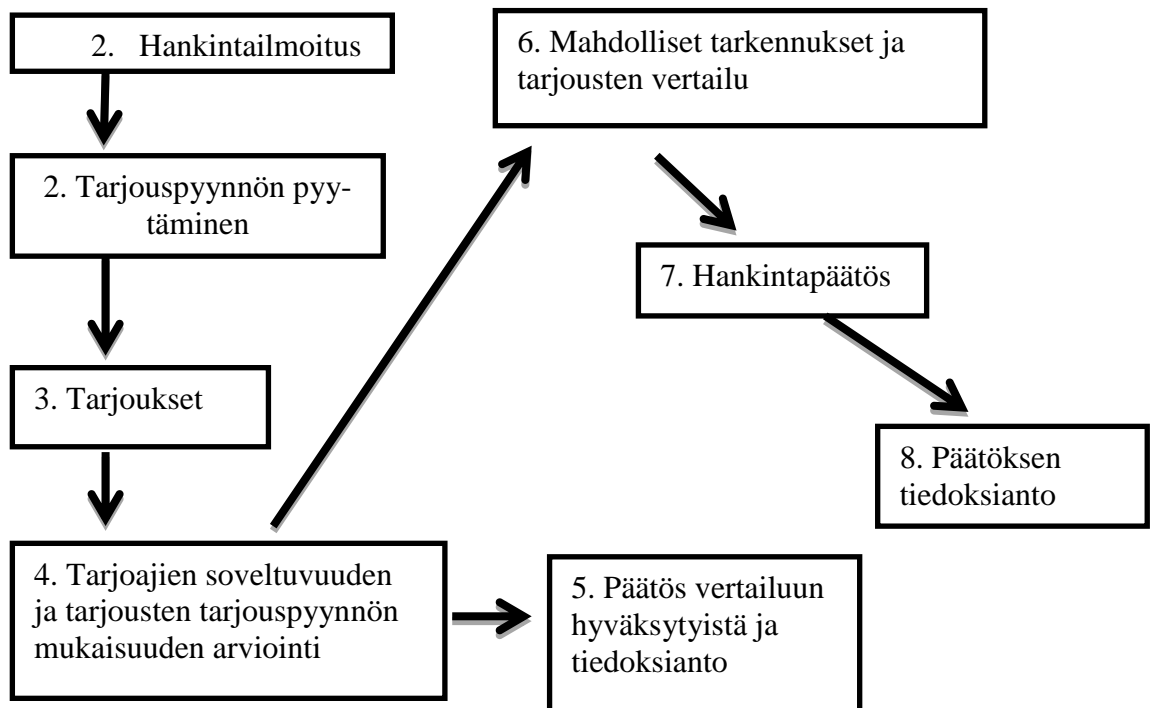 2. Hankintailmoitus
2. Tarjouspyynnön pyy-
täminen
3. Tarjoukset
4. Tarjoajien soveltuvuuden
ja tarjousten tarjouspyynnön
mukaisuuden arviointi
5. Päätös vertailuun
hyväksytyistä ja
tiedoksianto
6. Mahdolliset tarkennukset ja
tarjousten vertailu
7. Hankintapäätös
8. Päätöksen
tiedoksianto